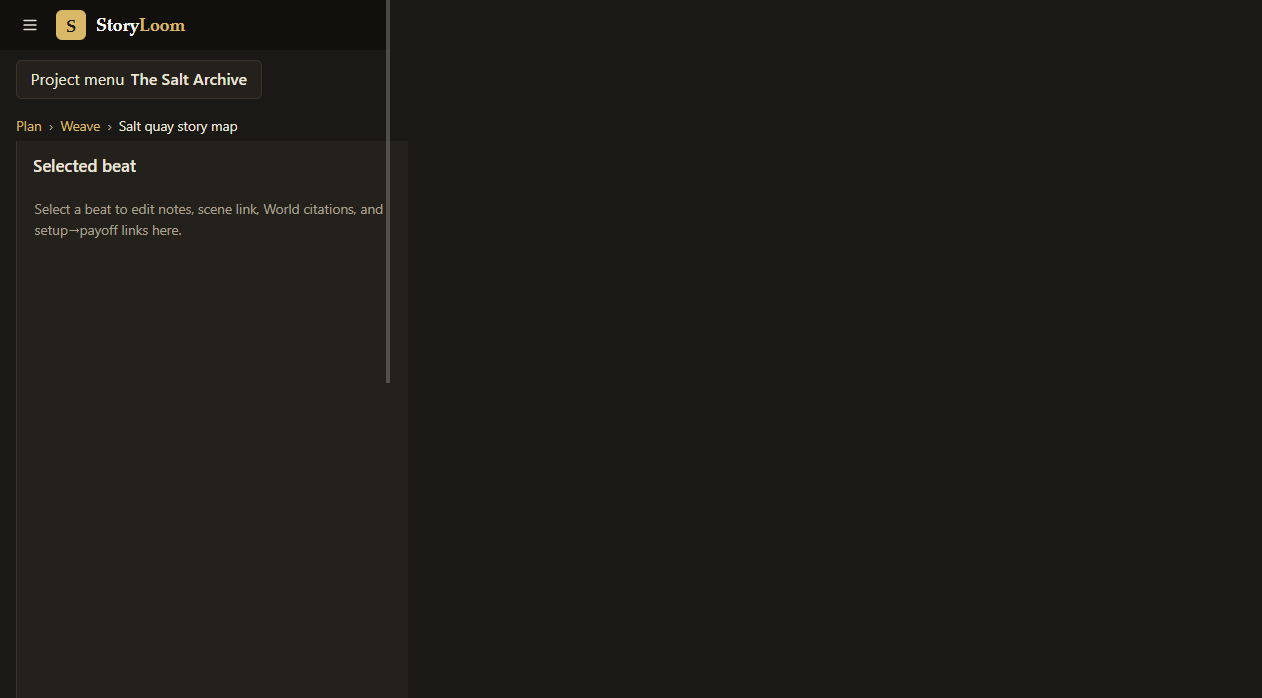 S StoryLoom
Project menu The Salt Archive
Plan › Weave › Salt quay story map
Selected beat
Select a beat to edit notes, scene link, World citations, and
setup→payoff links here.